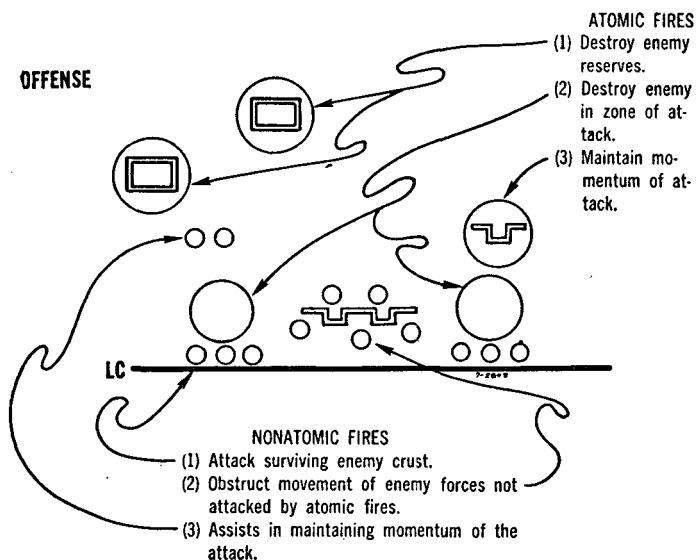 OFFENSE
ATOMIC FIRES
(1) Destroy enemy
reserves.
(2) Destroy enemy
in zone of at-
tack.
(3) Maintain mo-
mentum of at-
tack.
LC
NONATOMIC FIRES
(1) Attack surviving enemy crust.
(2) Obstruct movement of enemy forces not
attacked by atomic fires.
(3) Assists in maintaining momentum of the
attack.